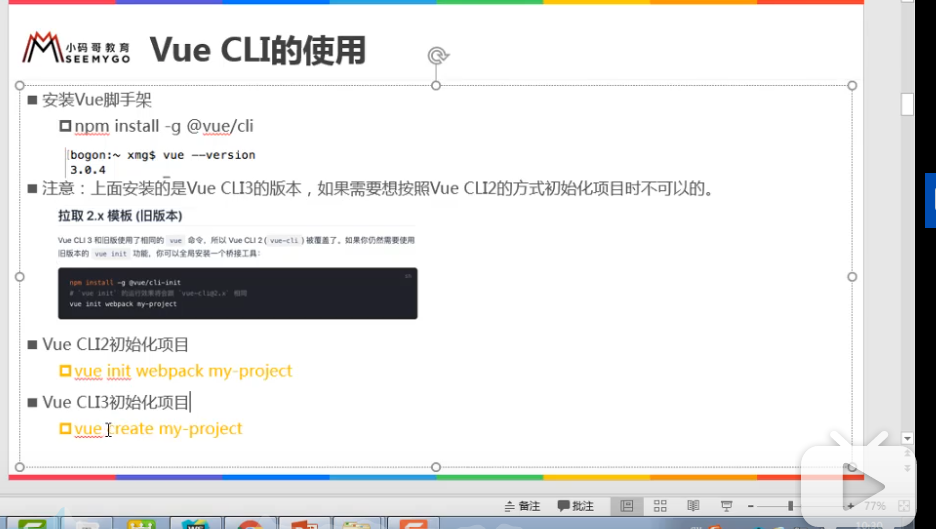 小码哥教育
SEEMYGO
Vue CLI的使用
安装Vue脚手架
npm install -g @vue/cli
bogon:~ xmg$ vue --version
3.0.4
注意：上面安装的是Vue CLI3的版本，如果需要想按照Vue CLI2的方式初始化项目时不可以的。
拉取 2.x 模板 (旧版本)
Vue CLI 3 和旧版使用了相同的 vue 命令，所以 Vue CLI 2 (vue-cli) 被覆盖了。如果你仍然需要使用
旧版本的 vue init 功能，你可以全局安装一个桥接工具：
npm install -g @vue/cli-init
# `vue init` 的运行效果将会跟 `vue-cli@2.x` 相同
vue init webpack my-project
Vue CLI2初始化项目
vue init webpack my-project
Vue CLI3初始化项目
vue create my-project
备注
批注
77%